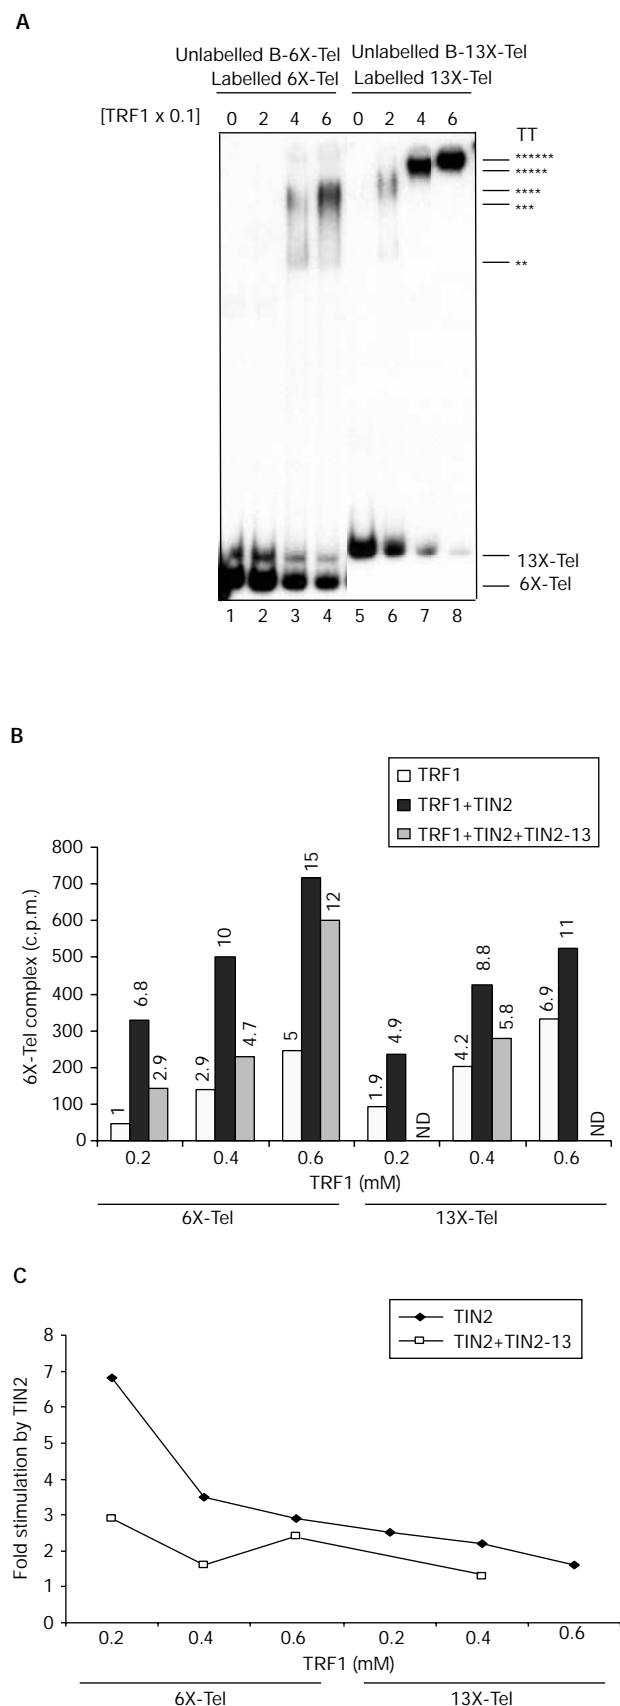 A
Unlabelled B-6X-Tel
Labelled 6X-Tel
Unlabelled B-13X-Tel
Labelled 13X-Tel
[TRF1 x 0.1] 0 2 4 6 0 2 4 6
TT
******
*****
****
***
**
13X-Tel
6X-Tel
1 2 3 4 5 6 7 8
B
TRF1
TRF1+TIN2
TRF1+TIN2+TIN2-13
6X-Tel complex (c.p.m.)
800
700
600
500
400
300
200
100
0
1 6.8 2.9 2.9 10 4.7 5 15 12 1.9 4.9 ND 4.2 8.8 5.8 6.9 11 ND
0.2 0.4 0.6 0.2 0.4 0.6
TRF1 (mM)
6X-Tel 13X-Tel
C
TIN2
TIN2+TIN2-13
Fold stimulation by TIN2
8
7
6
5
4
3
2
1
0
0.2 0.4 0.6 0.2 0.4 0.6
TRF1 (mM)
6X-Tel 13X-Tel